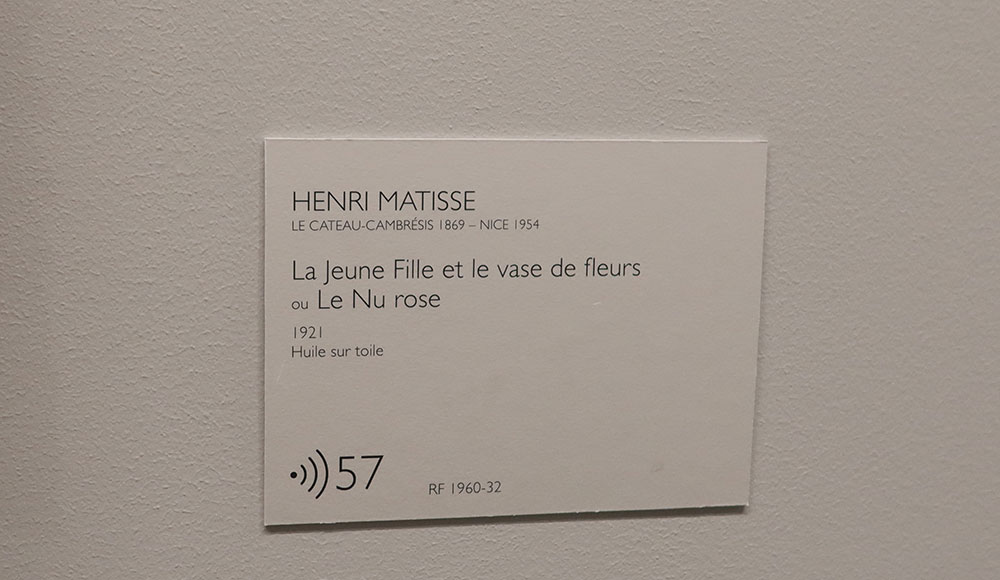 HENRI MATISSE
LE CATEAU-CAMBRÉSIS 1869 – NICE 1954
La Jeune Fille et le vase de fleurs
ou Le Nu rose
1921
Huile sur toile
57
RF 1960-32